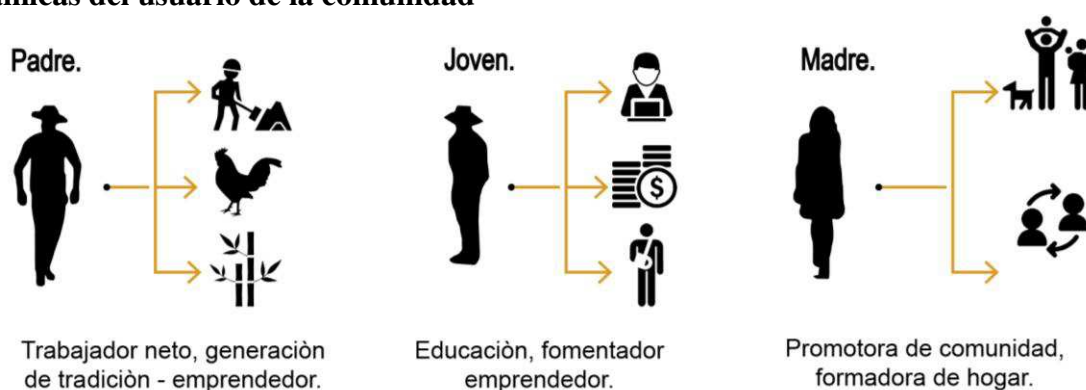 del usuario de la comunidad
Padre.
Joven.
Madre.
$
Trabajador neto, generaciòn
de tradiciòn - emprendedor.
Educaciòn, fomentador
emprendedor.
Promotora de comunidad,
formadora de hogar.